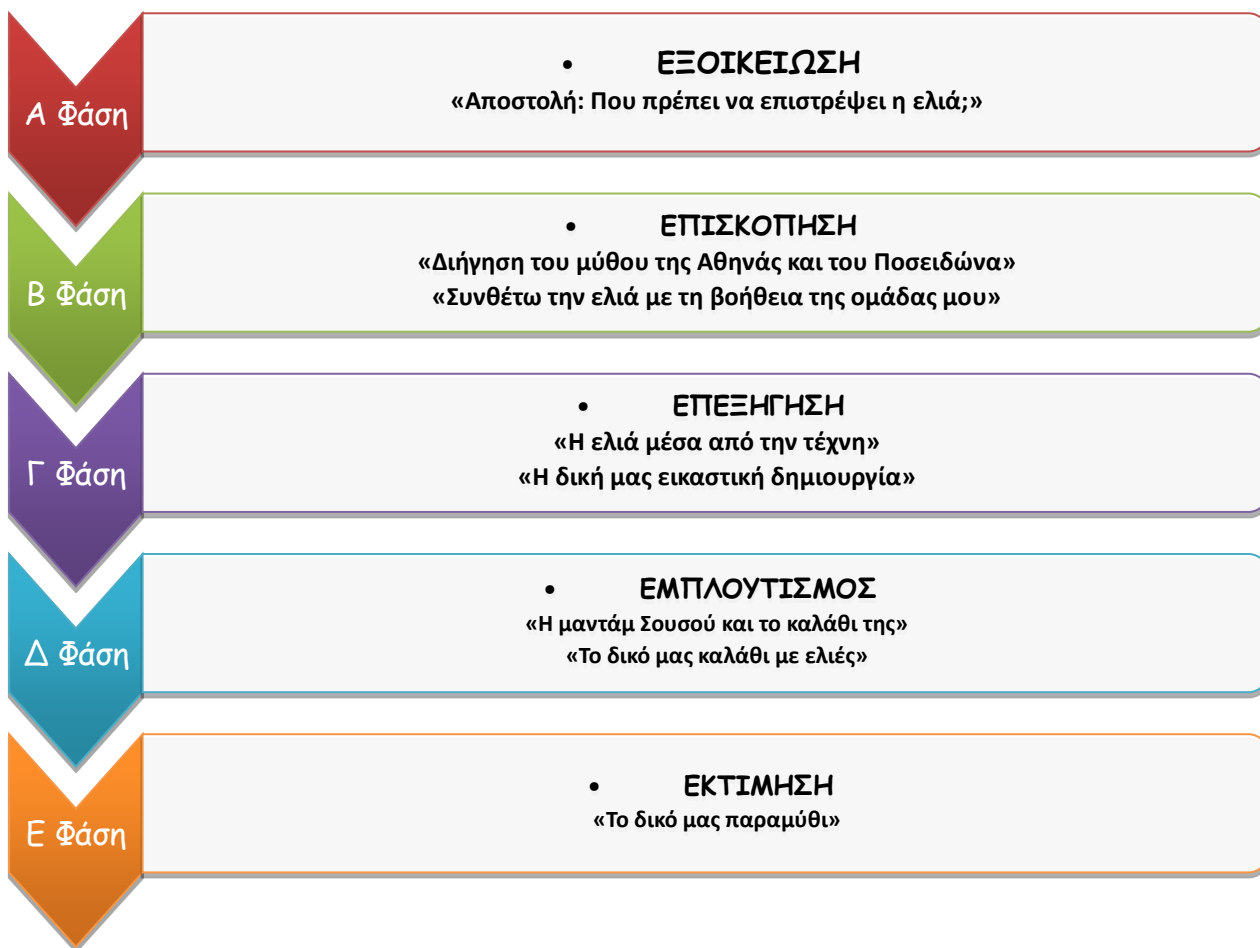 Α Φάση
• ΕΞΟΙΚΕΙΩΣΗ
«Αποστολή: Που πρέπει να επιστρέψει η ελιά;»
Β Φάση
• ΕΠΙΣΚΟΠΗΣΗ
«Διήγηση του μύθου της Αθηνάς και του Ποσειδώνα»
«Συνθέτω την ελιά με τη βοήθεια της ομάδας μου»
Γ Φάση
• ΕΠΕΞΗΓΗΣΗ
«Η ελιά μέσα από την τέχνη»
«Η δική μας εικαστική δημιουργία»
Δ Φάση
• ΕΜΠΛΟΥΤΙΣΜΟΣ
«Η μαντάμ Σουσού και το καλάθι της»
«Το δικό μας καλάθι με ελιές»
Ε Φάση
• ΕΚΤΙΜΗΣΗ
«Το δικό μας παραμύθι»